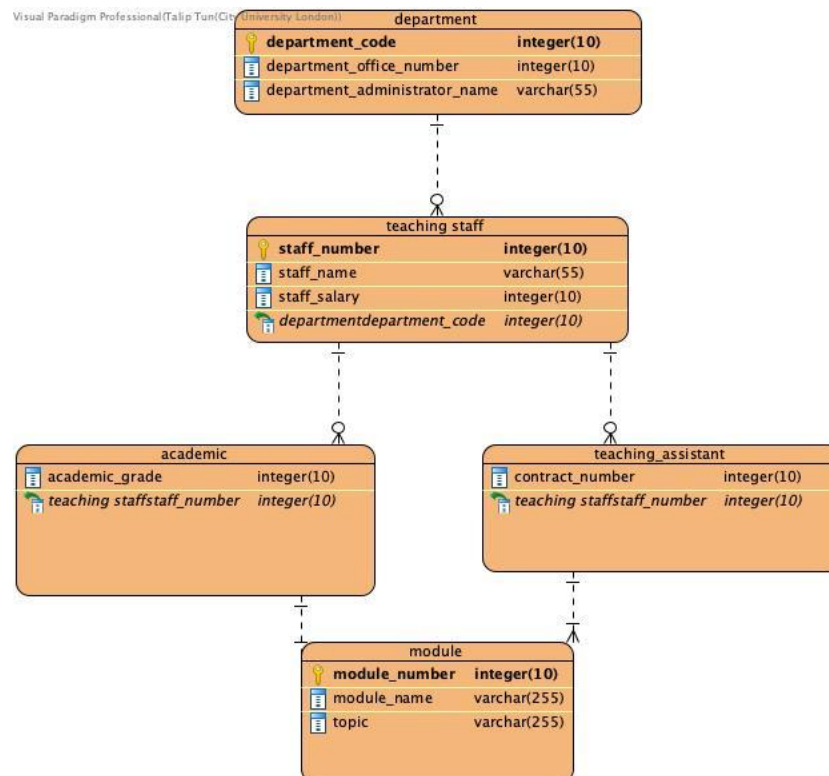 Visual Paradigm Professional(Talip Tun(City University London))
department
department_code integer(10)
department_office_number integer(10)
department_administrator_name varchar(55)
teaching staff
staff_number integer(10)
staff_name varchar(55)
staff_salary integer(10)
departmentdepartment_code integer(10)
academic
academic_grade integer(10)
teaching staffstaff_number integer(10)
teaching_assistant
contract_number integer(10)
teaching staffstaff_number integer(10)
module
module_number integer(10)
module_name varchar(255)
topic varchar(255)